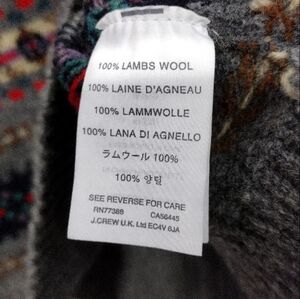 100% LAMBS WOOL
100% LAINE D'AGNEAU
100% LAMMWOLLE
100% LANA DI AGNELLO
ラムウール 100%
100% 양털
SEE REVERSE FOR CARE
RN77388 CA56445
J.CREW U.K. Ltd EC4V 6JA